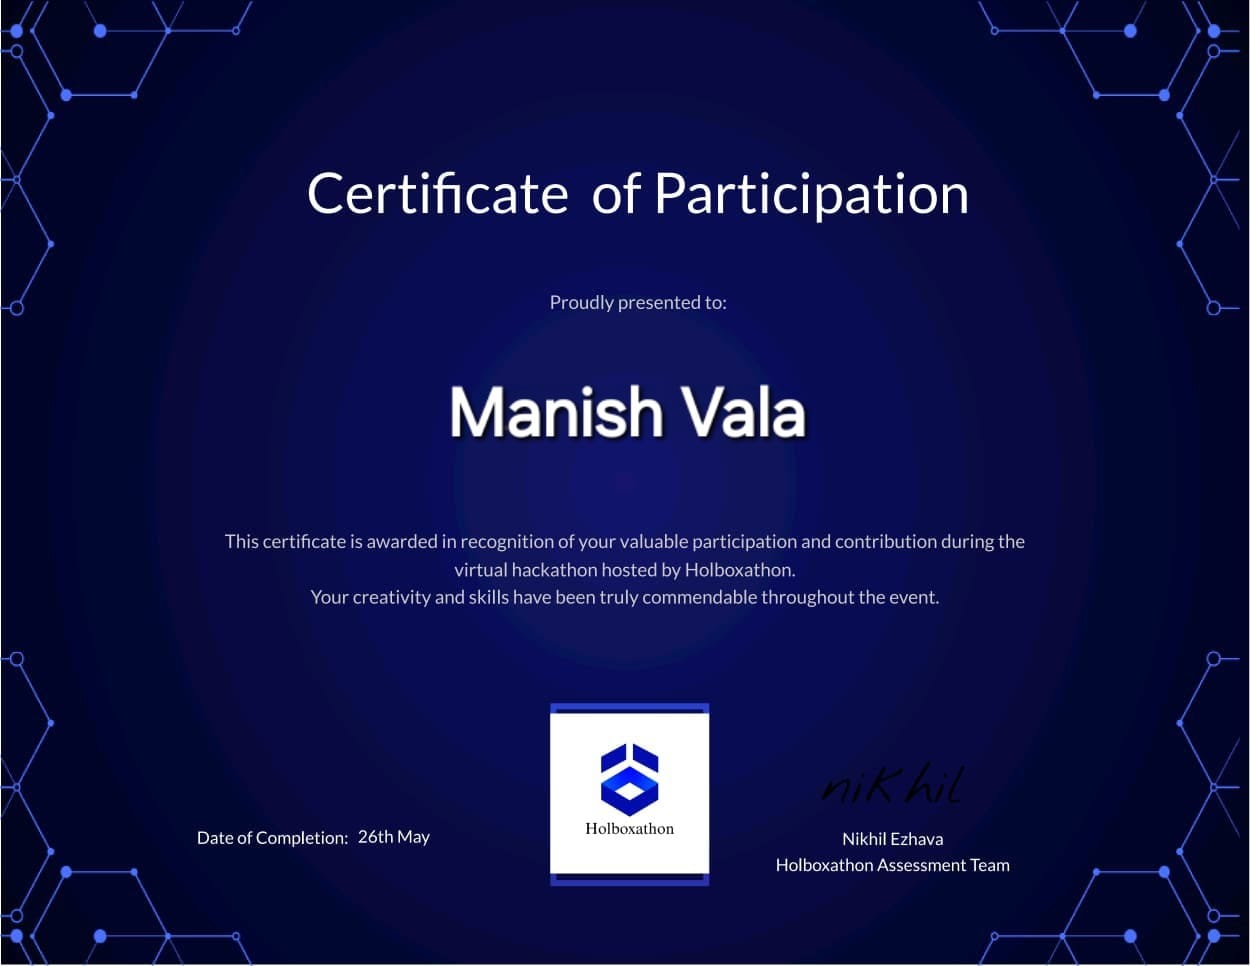 Certificate of Participation
Proudly presented to:
Manish Vala
This certificate is awarded in recognition of your valuable participation and contribution during the
virtual hackathon hosted by Holboxathon.
Your creativity and skills have been truly commendable throughout the event.
Holboxathon
Date of Completion: 26th May
nikhil
Nikhil Ezhava
Holboxathon Assessment Team